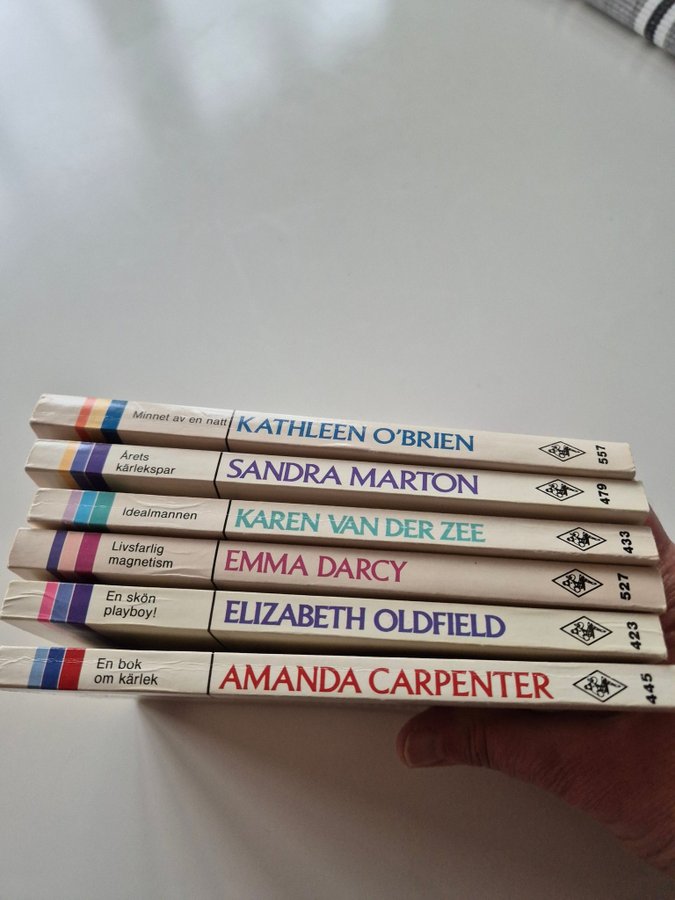 Minnet av en natt KATHLEEN O'BRIEN 557
Årets
kärlekspar SANDRA MARTON 479
Idealmannen KAREN VAN DER ZEE 433
Livsfarlig
magnetism EMMA DARCY 527
En skön
playboy! ELIZABETH OLDFIELD 423
En bok
om kärlek AMANDA CARPENTER 445